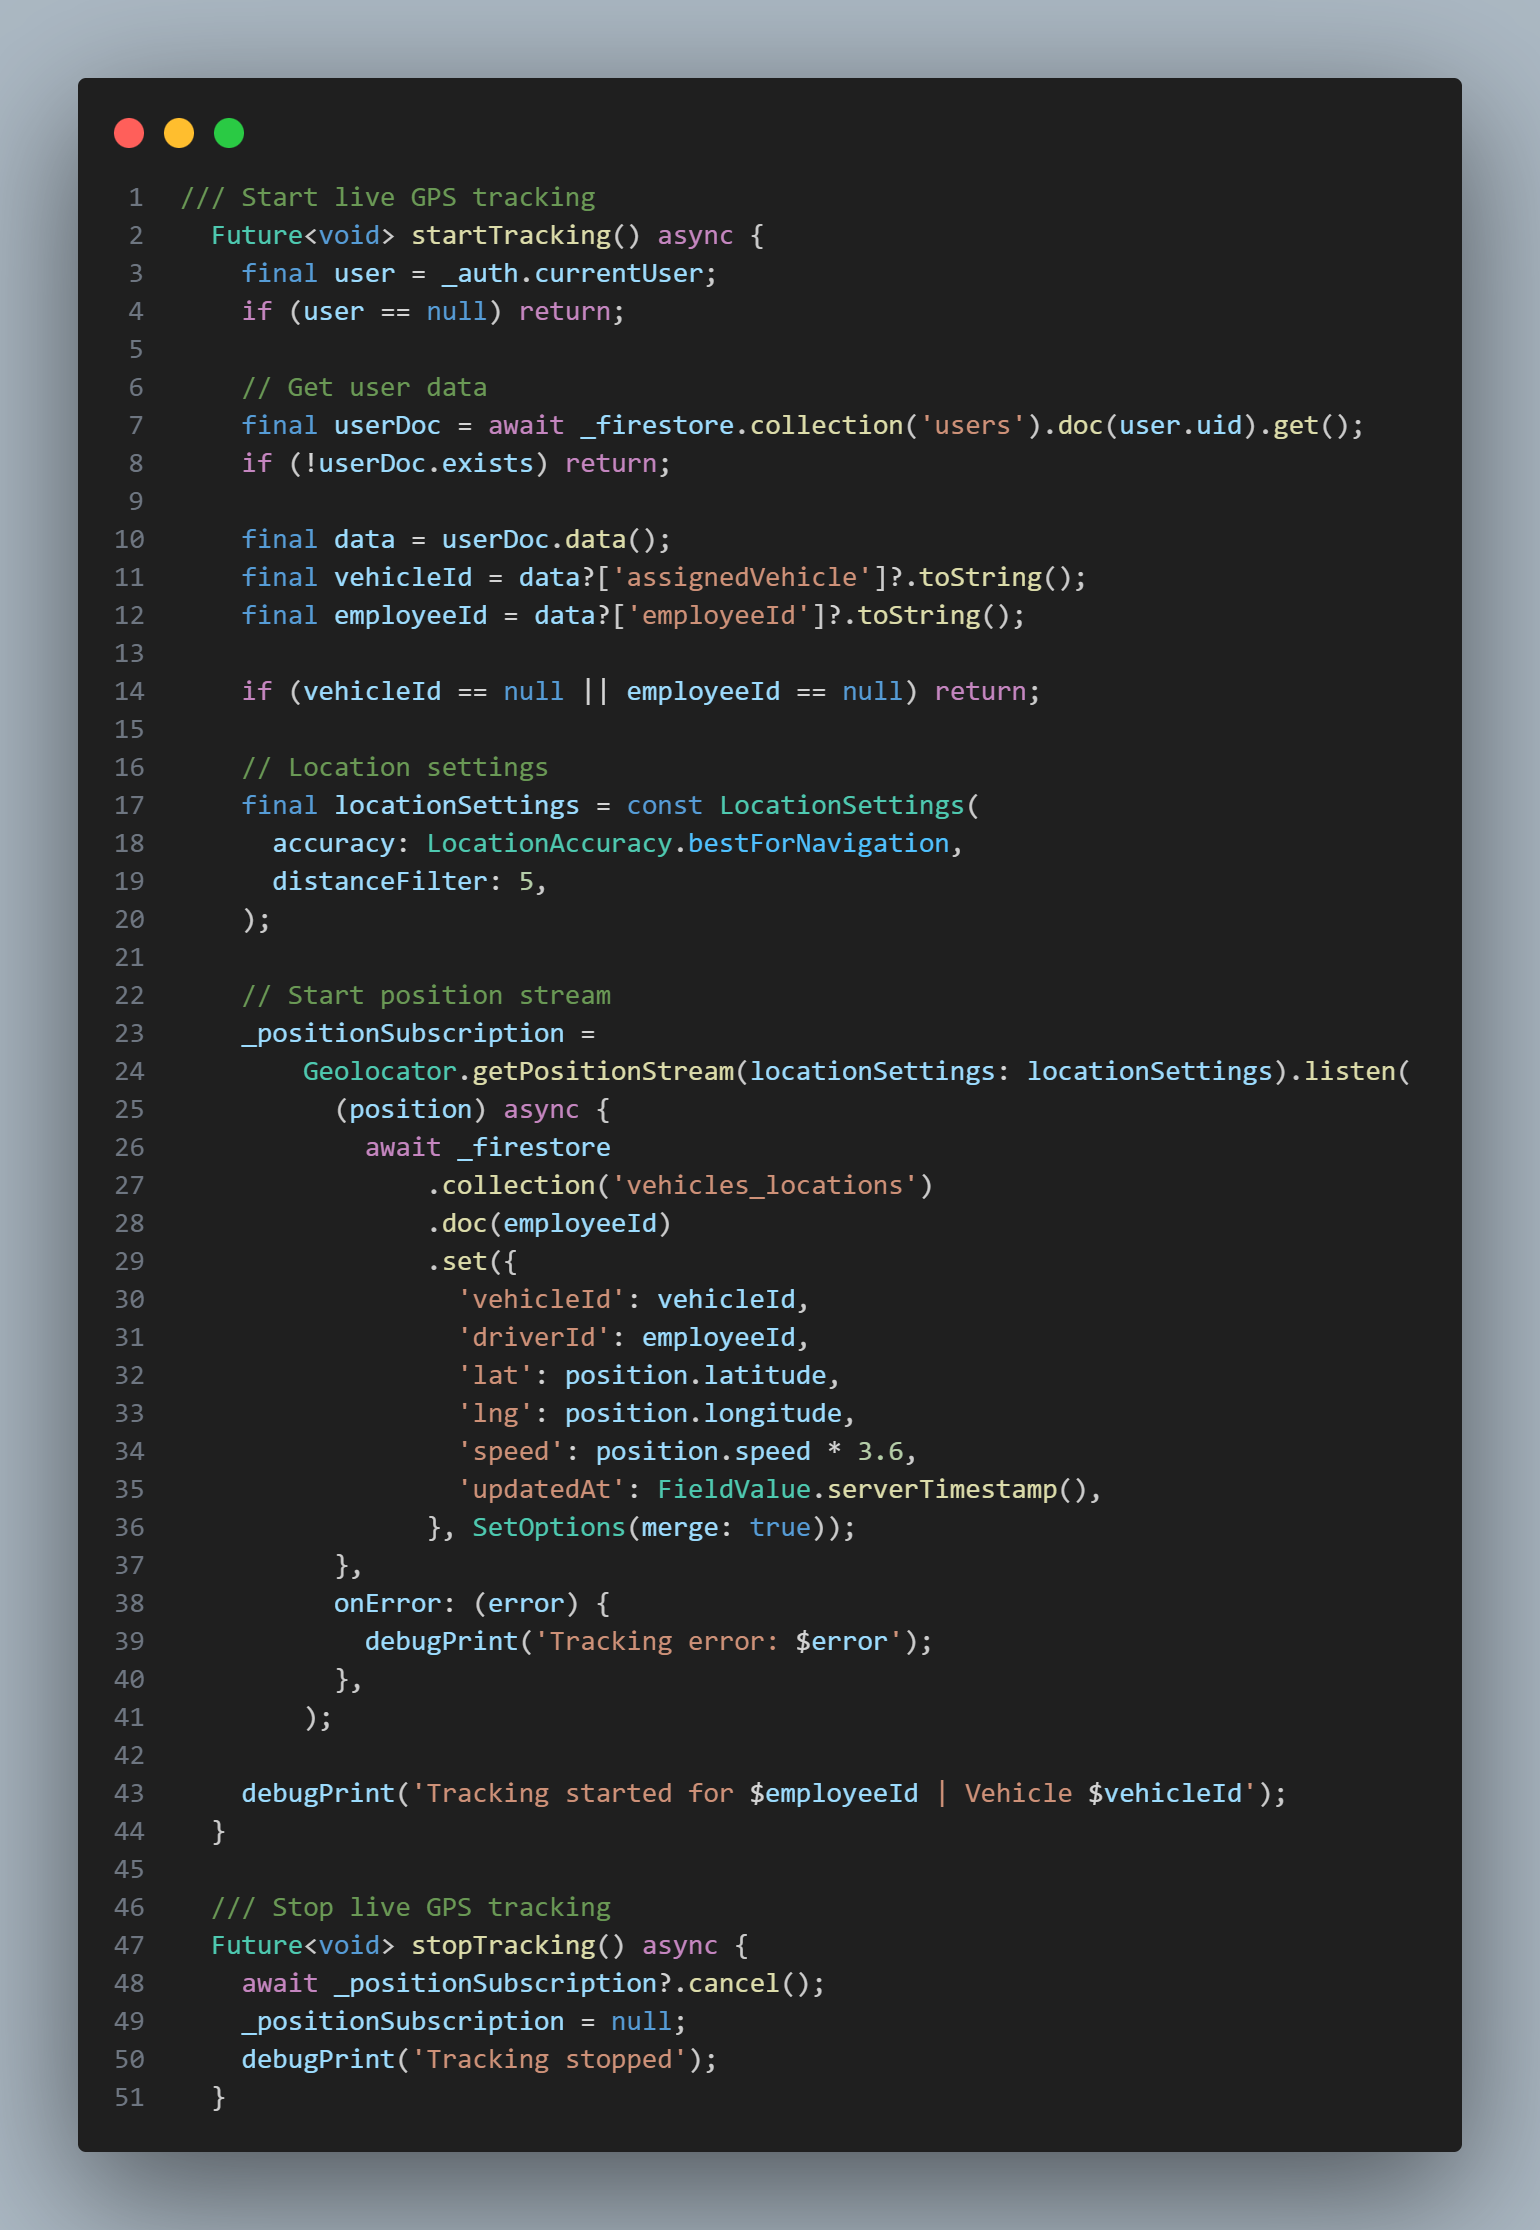 1 /// Start live GPS tracking
2 Future<void> startTracking() async {
3 final user = _auth.currentUser;
4 if (user == null) return;
5
6 // Get user data
7 final userDoc = await _firestore.collection('users').doc(user.uid).get();
8 if (!userDoc.exists) return;
9
10 final data = userDoc.data();
11 final vehicleId = data?['assignedVehicle']?.toString();
12 final employeeId = data?['employeeId']?.toString();
13
14 if (vehicleId == null || employeeId == null) return;
15
16 // Location settings
17 final locationSettings = const LocationSettings(
18 accuracy: LocationAccuracy.bestForNavigation,
19 distanceFilter: 5,
20 );
21
22 // Start position stream
23 _positionSubscription =
24 Geolocator.getPositionStream(locationSettings: locationSettings).listen(
25 (position) async {
26 await _firestore
27 .collection('vehicles_locations')
28 .doc(employeeId)
29 .set({
30 'vehicleId': vehicleId,
31 'driverId': employeeId,
32 'lat': position.latitude,
33 'lng': position.longitude,
34 'speed': position.speed * 3.6,
35 'updatedAt': FieldValue.serverTimestamp(),
36 }, SetOptions(merge: true));
37 },
38 onError: (error) {
39 debugPrint('Tracking error: $error');
40 },
41 );
42
43 debugPrint('Tracking started for $employeeId | Vehicle $vehicleId');
44 }
45
46 /// Stop live GPS tracking
47 Future<void> stopTracking() async {
48 await _positionSubscription?.cancel();
49 _positionSubscription = null;
50 debugPrint('Tracking stopped');
51 }